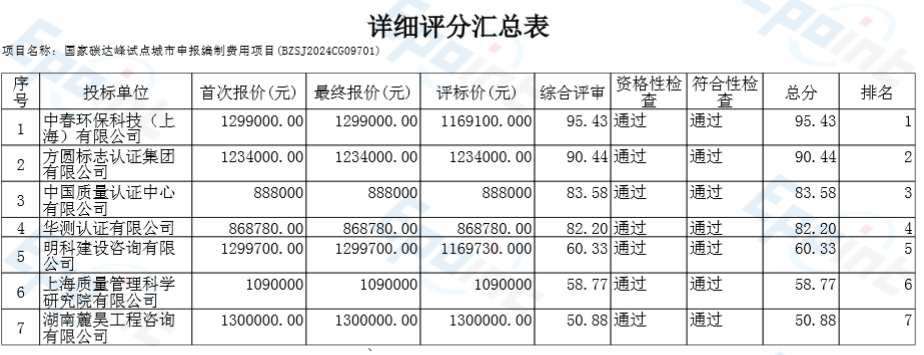 详细评分汇总表
项目名称: 国家碳达峰试点城市申报编制费用项目(BZSJ2024CG09701)
序号 投标单位 首次报价(元) 最终报价(元) 评标价(元) 综合评审 资格性检查 符合性检查 总分 排名
1 中春环保科技（上海）有限公司 1299000.00 1299000.00 1169100.000 95.43 通过 通过 95.43 1
2 方圆标志认证集团有限公司 1234000.00 1234000.00 1234000.00 90.44 通过 通过 90.44 2
3 中国质量认证中心有限公司 888000 888000 888000 83.58 通过 通过 83.58 3
4 华测认证有限公司 868780.00 868780.00 868780.00 82.20 通过 通过 82.20 4
5 明科建设咨询有限公司 1299700.00 1299700.00 1169730.000 60.33 通过 通过 60.33 5
6 上海质量管理科学研究院有限公司 1090000 1090000 1090000 58.77 通过 通过 58.77 6
7 湖南麓昊工程咨询有限公司 1300000.00 1300000.00 1300000.00 50.88 通过 通过 50.88 7